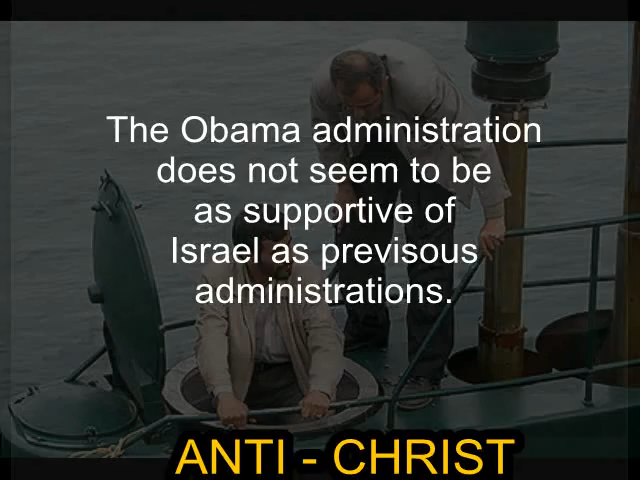 The Obama administration
does not seem to be
as supportive of
Israel as previsous
administrations.
ANTI - CHRIST